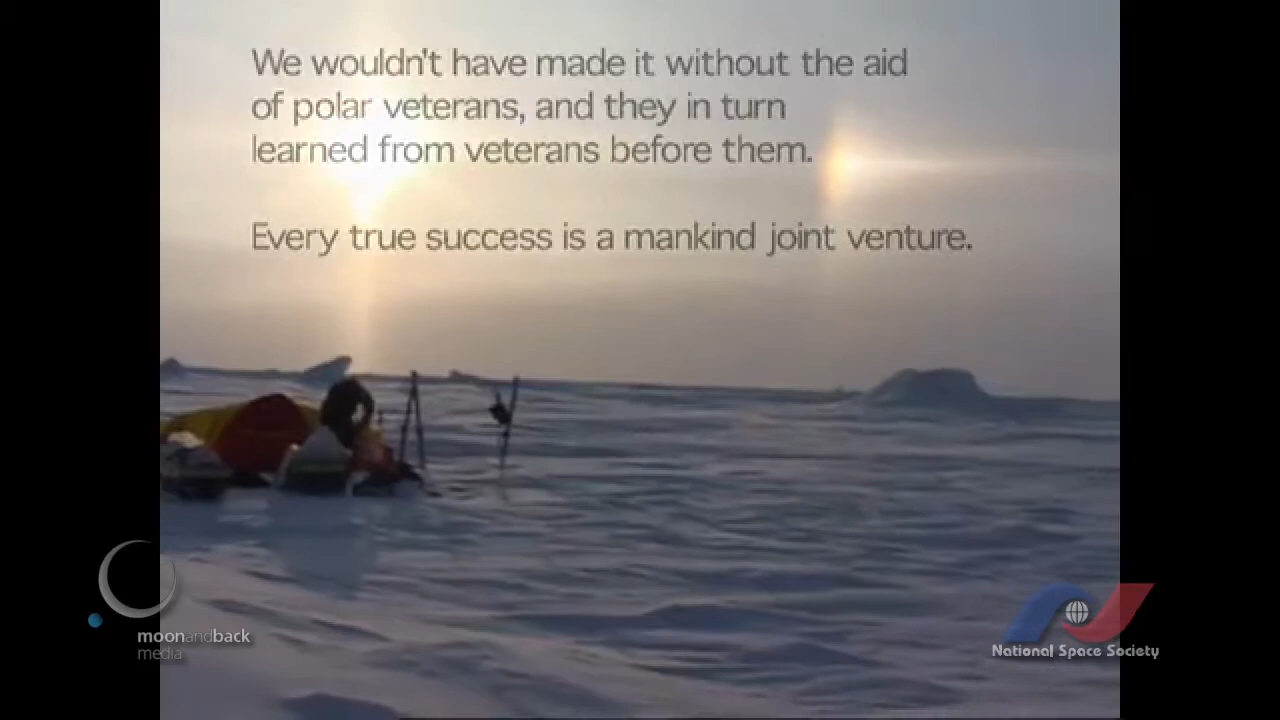 We wouldn't have made it without the aid
of polar veterans, and they in turn
learned from veterans before them.
Every true success is a mankind joint venture.
moonandback
media
National Space Society